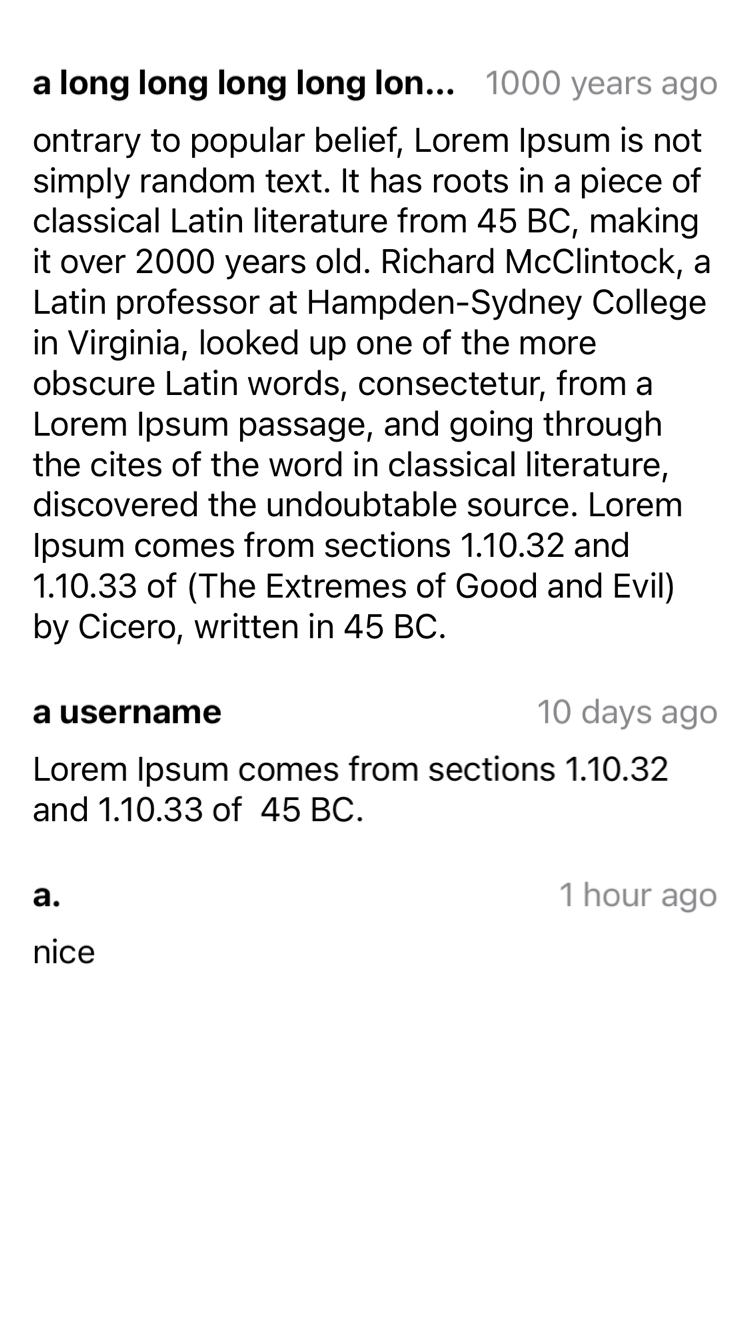 a long long long long lon... 1000 years ago
ontrary to popular belief, Lorem Ipsum is not
simply random text. It has roots in a piece of
classical Latin literature from 45 BC, making
it over 2000 years old. Richard McClintock, a
Latin professor at Hampden-Sydney College
in Virginia, looked up one of the more
obscure Latin words, consectetur, from a
Lorem Ipsum passage, and going through
the cites of the word in classical literature,
discovered the undoubtable source. Lorem
Ipsum comes from sections 1.10.32 and
1.10.33 of (The Extremes of Good and Evil)
by Cicero, written in 45 BC.
a username 10 days ago
Lorem Ipsum comes from sections 1.10.32
and 1.10.33 of  45 BC.
a. 1 hour ago
nice